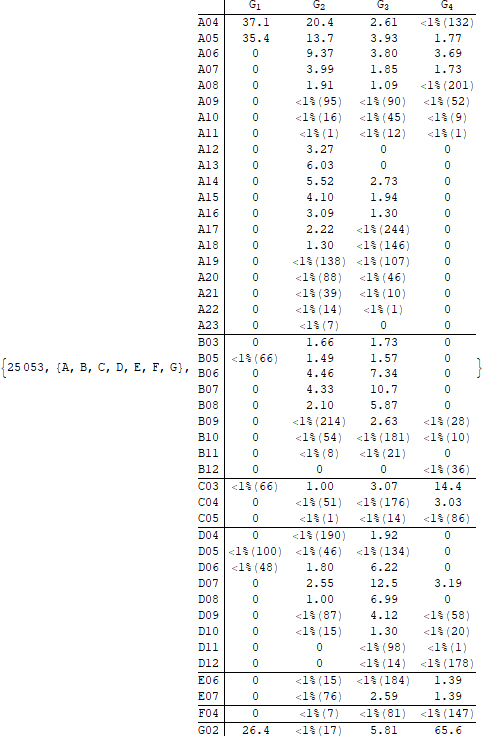 G1 G2 G3 G4
A04 37.1 20.4 2.61 <1%(132)
A05 35.4 13.7 3.93 1.77
A06 0 9.37 3.80 3.69
A07 0 3.99 1.85 1.73
A08 0 1.91 1.09 <1%(201)
A09 0 <1%(95) <1%(90) <1%(52)
A10 0 <1%(16) <1%(45) <1%(9)
A11 0 <1%(1) <1%(12) <1%(1)
A12 0 3.27 0 0
A13 0 6.03 0 0
A14 0 5.52 2.73 0
A15 0 4.10 1.94 0
A16 0 3.09 1.30 0
A17 0 2.22 <1%(244) 0
A18 0 1.30 <1%(146) 0
A19 0 <1%(138) <1%(107) 0
A20 0 <1%(88) <1%(46) 0
A21 0 <1%(39) <1%(10) 0
A22 0 <1%(14) <1%(1) 0
A23 0 <1%(7) 0 0
B03 0 1.66 1.73 0
B05 <1%(66) 1.49 1.57 0
{25053, {A, B, C, D, E, F, G}, B06 0 4.46 7.34 0 }
B07 0 4.33 10.7 0
B08 0 2.10 5.87 0
B09 0 <1%(214) 2.63 <1%(28)
B10 0 <1%(54) <1%(181) <1%(10)
B11 0 <1%(8) <1%(21) 0
B12 0 0 0 <1%(36)
C03 <1%(66) 1.00 3.07 14.4
C04 0 <1%(51) <1%(176) 3.03
C05 0 <1%(1) <1%(14) <1%(86)
D04 0 <1%(190) 1.92 0
D05 <1%(100) <1%(46) <1%(134) 0
D06 <1%(48) 1.80 6.22 0
D07 0 2.55 12.5 3.19
D08 0 1.00 6.99 0
D09 0 <1%(87) 4.12 <1%(58)
D10 0 <1%(15) 1.30 <1%(20)
D11 0 0 <1%(98) <1%(1)
D12 0 0 <1%(14) <1%(178)
E06 0 <1%(15) <1%(184) 1.39
E07 0 <1%(76) 2.59 1.39
F04 0 <1%(7) <1%(81) <1%(147)
G02 26.4 <1%(17) 5.81 65.6